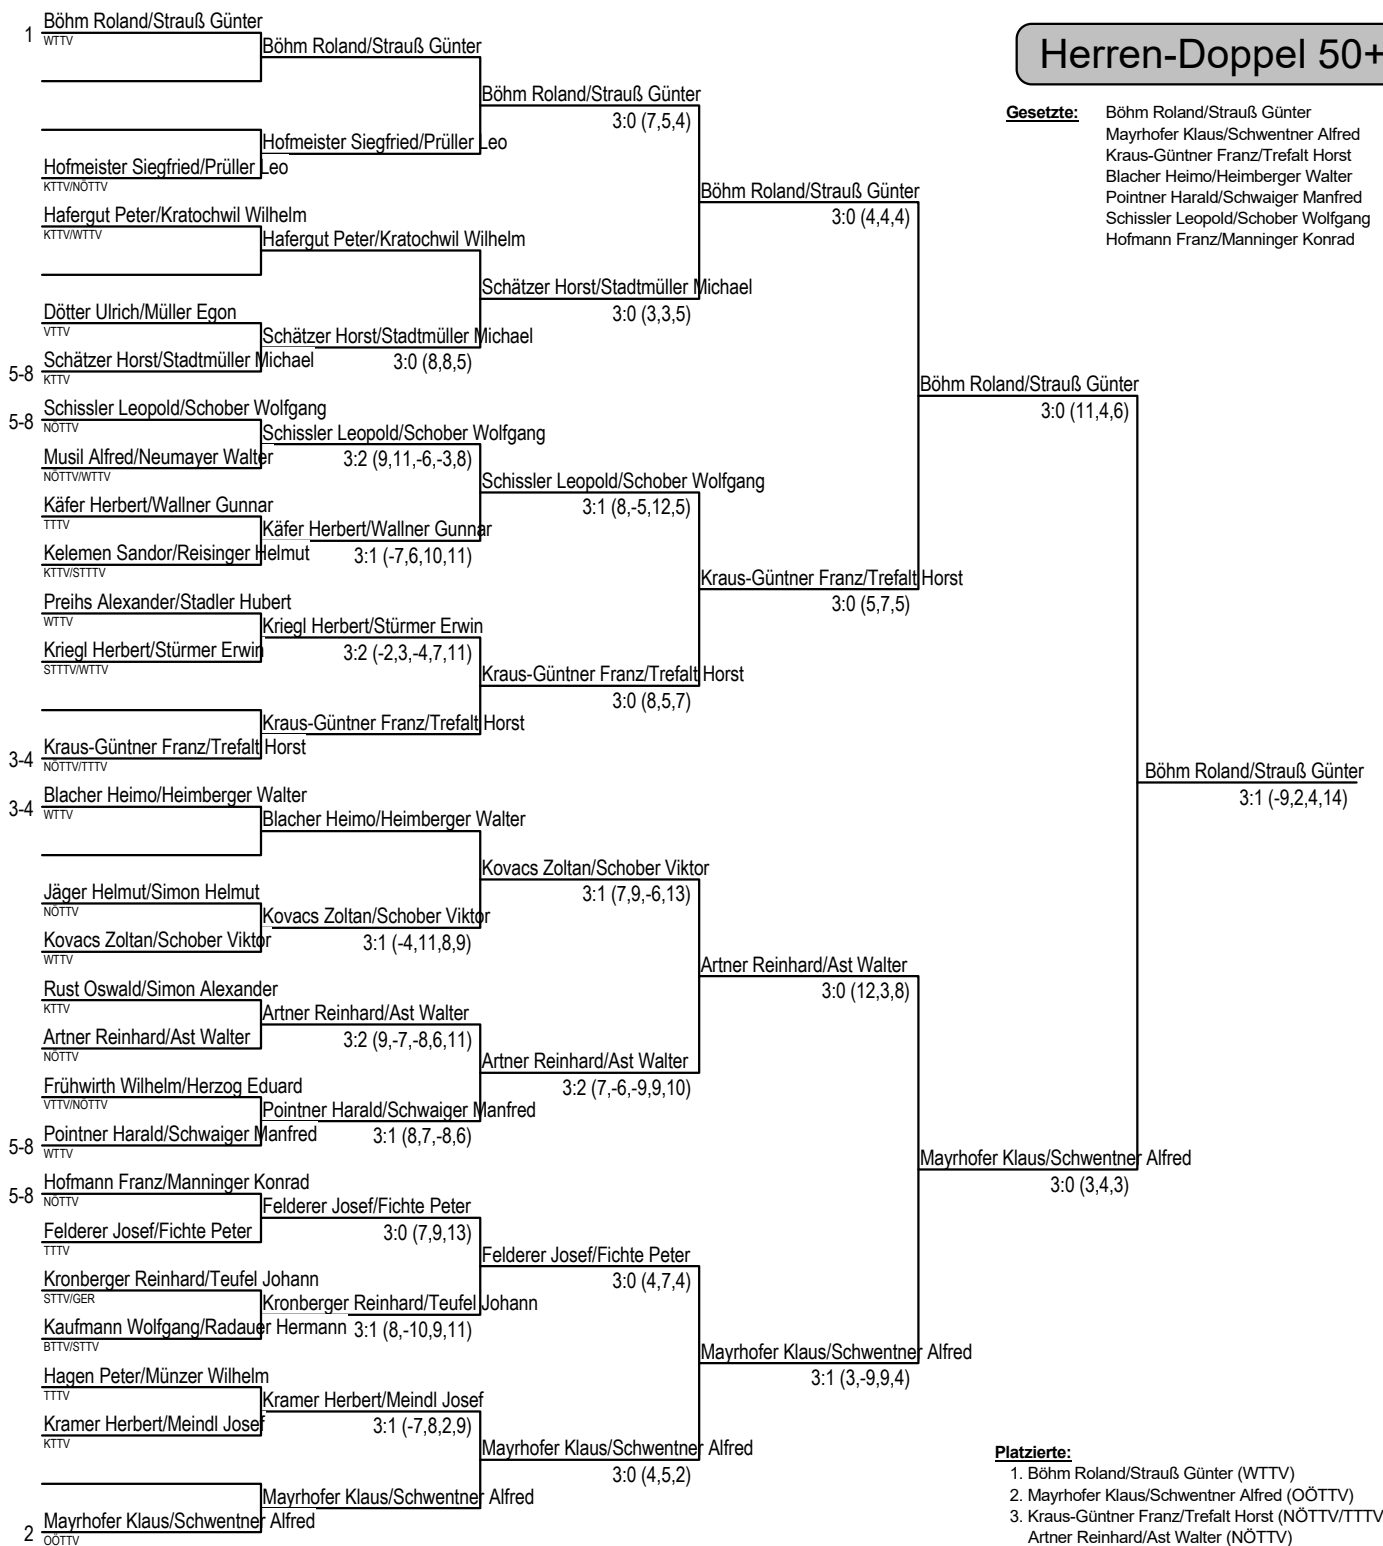 Herren-Doppel 50+
Gesetzte:
Böhm Roland/Strauß Günter
Mayrhofer Klaus/Schwentner Alfred
Kraus-Güntner Franz/Trefalt Horst
Blacher Heimo/Heimberger Walter
Pointner Harald/Schwaiger Manfred
Schissler Leopold/Schober Wolfgang
Hofmann Franz/Manninger Konrad
1 Böhm Roland/Strauß Günter
WTTV
Hofmeister Siegfried/Prüller Leo
KTTV/NÖTTV
Hafergut Peter/Kratochwil Wilhelm
KTTV/WTTV
Dötter Ulrich/Müller Egon
VTTV
5-8 Schätzer Horst/Stadtmüller Michael
KTTV
5-8 Schissler Leopold/Schober Wolfgang
NÖTTV
Musil Alfred/Neumayer Walter
NÖTTV/WTTV
Käfer Herbert/Wallner Gunnar
TTTV
Kelemen Sandor/Reisinger Helmut
KTTV/STTTV
Preihs Alexander/Stadler Hubert
WTTV
Kriegl Herbert/Stürmer Erwin
STTTV/WTTV
3-4 Kraus-Güntner Franz/Trefalt Horst
NÖTTV/TTTV
3-4 Blacher Heimo/Heimberger Walter
WTTV
Jäger Helmut/Simon Helmut
NÖTTV
Kovacs Zoltan/Schober Viktor
WTTV
Rust Oswald/Simon Alexander
KTTV
Artner Reinhard/Ast Walter
NÖTTV
Frühwirth Wilhelm/Herzog Eduard
VTTV/NÖTTV
5-8 Pointner Harald/Schwaiger Manfred
WTTV
5-8 Hofmann Franz/Manninger Konrad
NÖTTV
Felderer Josef/Fichte Peter
TTTV
Kronberger Reinhard/Teufel Johann
STTV/GER
Kaufmann Wolfgang/Radauer Hermann
BTTV/STTV
Hagen Peter/Münzer Wilhelm
TTTV
Kramer Herbert/Meindl Josef
KTTV
2 Mayrhofer Klaus/Schwentner Alfred
OÖTTV
Böhm Roland/Strauß Günter
Hofmeister Siegfried/Prüller Leo
Hafergut Peter/Kratochwil Wilhelm
Schätzer Horst/Stadtmüller Michael
3:0 (8,8,5)
Schissler Leopold/Schober Wolfgang
3:2 (9,11,-6,-3,8)
Käfer Herbert/Wallner Gunnar
3:1 (-7,6,10,11)
Kriegl Herbert/Stürmer Erwin
3:2 (-2,3,-4,7,11)
Kraus-Güntner Franz/Trefalt Horst
Blacher Heimo/Heimberger Walter
Kovacs Zoltan/Schober Viktor
3:1 (-4,11,8,9)
Artner Reinhard/Ast Walter
3:2 (9,-7,-8,6,11)
Pointner Harald/Schwaiger Manfred
3:1 (8,7,-8,6)
Felderer Josef/Fichte Peter
3:0 (7,9,13)
Kronberger Reinhard/Teufel Johann
3:1 (8,-10,9,11)
Kramer Herbert/Meindl Josef
3:1 (-7,8,2,9)
Mayrhofer Klaus/Schwentner Alfred
Böhm Roland/Strauß Günter
3:0 (7,5,4)
Schätzer Horst/Stadtmüller Michael
3:0 (3,3,5)
Schissler Leopold/Schober Wolfgang
3:1 (8,-5,12,5)
Kraus-Güntner Franz/Trefalt Horst
3:0 (8,5,7)
Kovacs Zoltan/Schober Viktor
3:1 (7,9,-6,13)
Artner Reinhard/Ast Walter
3:2 (7,-6,-9,9,10)
Felderer Josef/Fichte Peter
3:0 (4,7,4)
Mayrhofer Klaus/Schwentner Alfred
3:0 (4,5,2)
Böhm Roland/Strauß Günter
3:0 (4,4,4)
Kraus-Güntner Franz/Trefalt Horst
3:0 (5,7,5)
Artner Reinhard/Ast Walter
3:0 (12,3,8)
Mayrhofer Klaus/Schwentner Alfred
3:1 (3,-9,9,4)
Böhm Roland/Strauß Günter
3:0 (11,4,6)
Mayrhofer Klaus/Schwentner Alfred
3:0 (3,4,3)
Böhm Roland/Strauß Günter
3:1 (-9,2,4,14)
Platzierte:
1. Böhm Roland/Strauß Günter (WTTV)
2. Mayrhofer Klaus/Schwentner Alfred (OÖTTV)
3. Kraus-Güntner Franz/Trefalt Horst (NÖTTV/TTTV
Artner Reinhard/Ast Walter (NÖTTV)